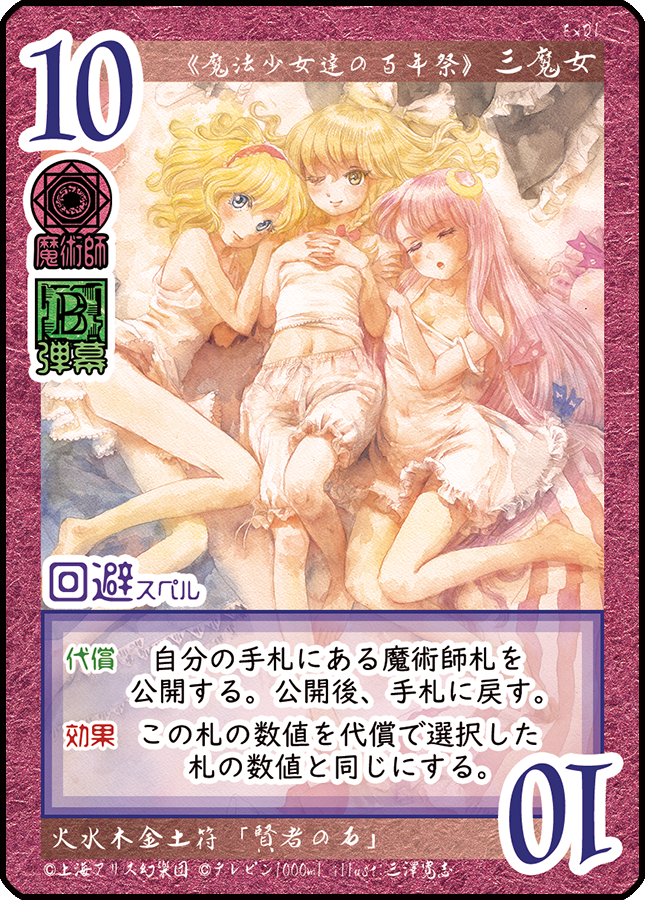 Ex01
10
《魔法少女達の百年祭》 三魔女
魔術師
B
弾幕
回避スペル
代償 自分の手札にある魔術師札を
公開する。公開後、手札に戻す。
効果 この札の数値を代償で選択した
札の数値と同じにする。
10
火水木金土符「賢者の石」
©上海アリス幻樂団 ©テレピン1000ml illust.三澤寛志